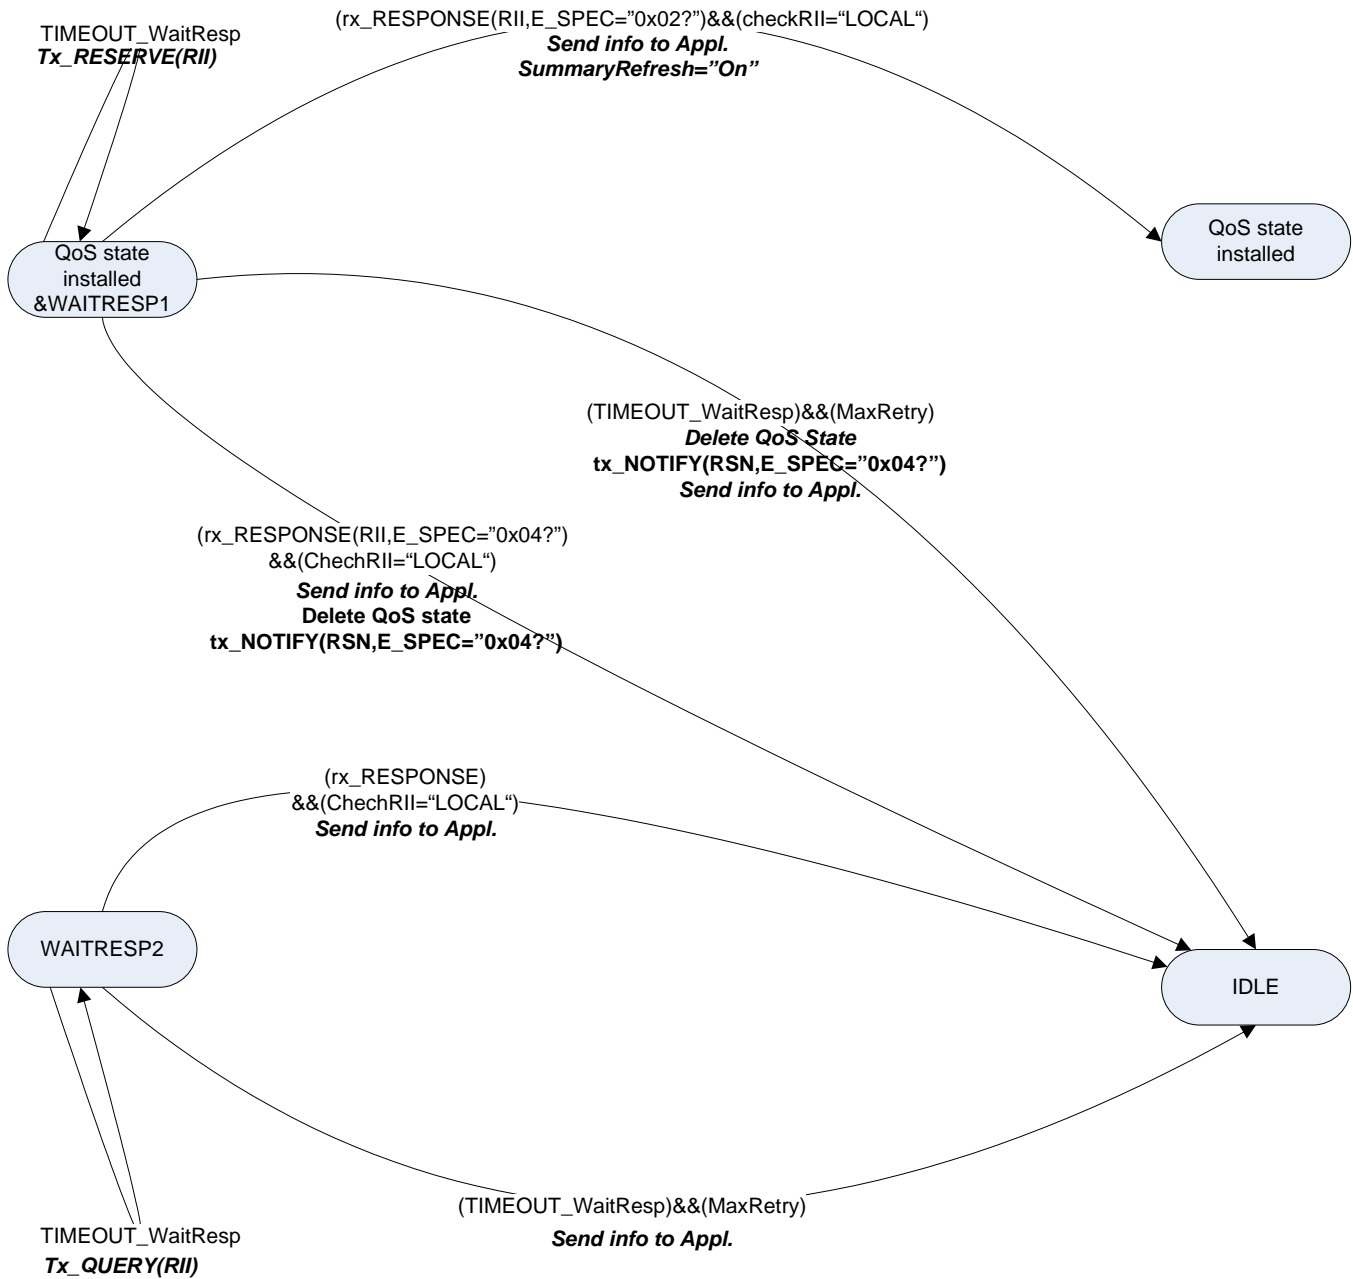 (rx_RESPONSE(RII,E_SPEC="0x02?")&&(checkRII=“LOCAL“)
Send info to Appl.
SummaryRefresh=”On”
TIMEOUT_WaitResp
Tx_RESERVE(RII)
QoS state
installed
QoS state
installed
&WAITRESP1
(TIMEOUT_WaitResp)&&(MaxRetry)
Delete QoS State
tx_NOTIFY(RSN,E_SPEC=”0x04?”)
Send info to Appl.
(rx_RESPONSE(RII,E_SPEC="0x04?”)
&&(ChechRII=“LOCAL“)
Send info to Appl.
Delete QoS state
tx_NOTIFY(RSN,E_SPEC=”0x04?”)
(rx_RESPONSE)
&&(ChechRII=“LOCAL“)
Send info to Appl.
WAITRESP2
IDLE
(TIMEOUT_WaitResp)&&(MaxRetry)
Send info to Appl.
TIMEOUT_WaitResp
Tx_QUERY(RII)